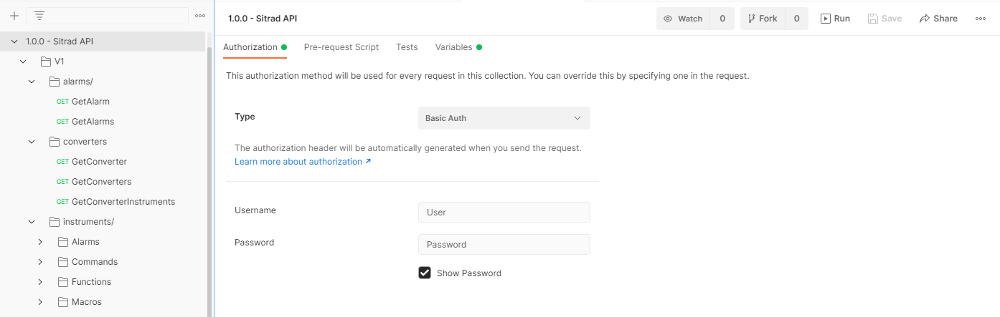 1.0.0 - Sitrad API
V1
alarms/
GET GetAlarm
GET GetAlarms
converters
GET GetConverter
GET GetConverters
GET GetConverterInstruments
instruments/
Alarms
Commands
Functions
Macros
1.0.0 - Sitrad API
Watch 0 Fork 0 Run Save Share
Authorization Pre-request Script Tests Variables
This authorization method will be used for every request in this collection. You can override this by specifying one in the request.
Type Basic Auth
The authorization header will be automatically generated when you send the request.
Learn more about authorization
Username User
Password Password
Show Password